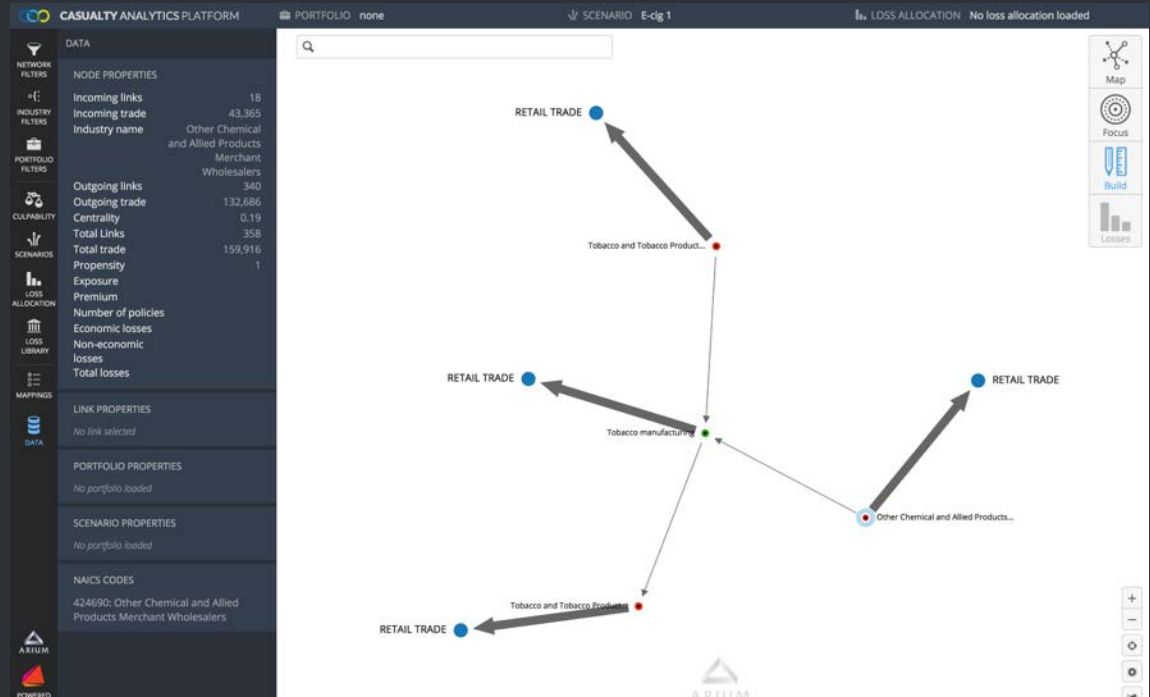 CASUALTY ANALYTICS PLATFORM
PORTFOLIO none
SCENARIO E-cig 1
LOSS ALLOCATION No loss allocation loaded
NETWORK
FILTERS
INDUSTRY
FILTERS
PORTFOLIO
FILTERS
CULPABILITY
SCENARIOS
LOSS
ALLOCATION
LOSS
LIBRARY
MAPPINGS
DATA
ARIUM
POWERED
DATA
NODE PROPERTIES
Incoming links 18
Incoming trade 43,365
Industry name Other Chemical
and Allied Products
Merchant
Wholesalers
Outgoing links 340
Outgoing trade 132,686
Centrality 0.19
Total Links 358
Total trade 159,916
Propensity 1
Exposure
Premium
Number of policies
Economic losses
Non-economic
losses
Total losses
LINK PROPERTIES
No link selected
PORTFOLIO PROPERTIES
No portfolio loaded
SCENARIO PROPERTIES
No portfolio loaded
NAICS CODES
424690: Other Chemical and Allied
Products Merchant Wholesalers
RETAIL TRADE
Tobacco and Tobacco Product...
RETAIL TRADE
RETAIL TRADE
Tobacco manufacturing
Other Chemical and Allied Products...
Tobacco and Tobacco Product...
RETAIL TRADE
ARIUM
Map
Focus
Build
Losses